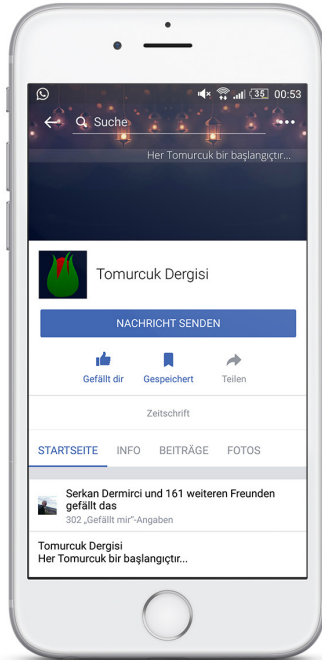 35 00:53
Suche
Her Tomurcuk bir başlangıçtır...
Tomurcuk Dergisi
NACHRICHT SENDEN
Gefällt dir Gespeichert Teilen
Zeitschrift
STARTSEITE INFO BEITRÄGE FOTOS
Serkan Dermirci und 161 weiteren Freunden
gefällt das
302 „Gefällt mir"-Angaben
Tomurcuk Dergisi
Her Tomurcuk bir başlangıçtır...